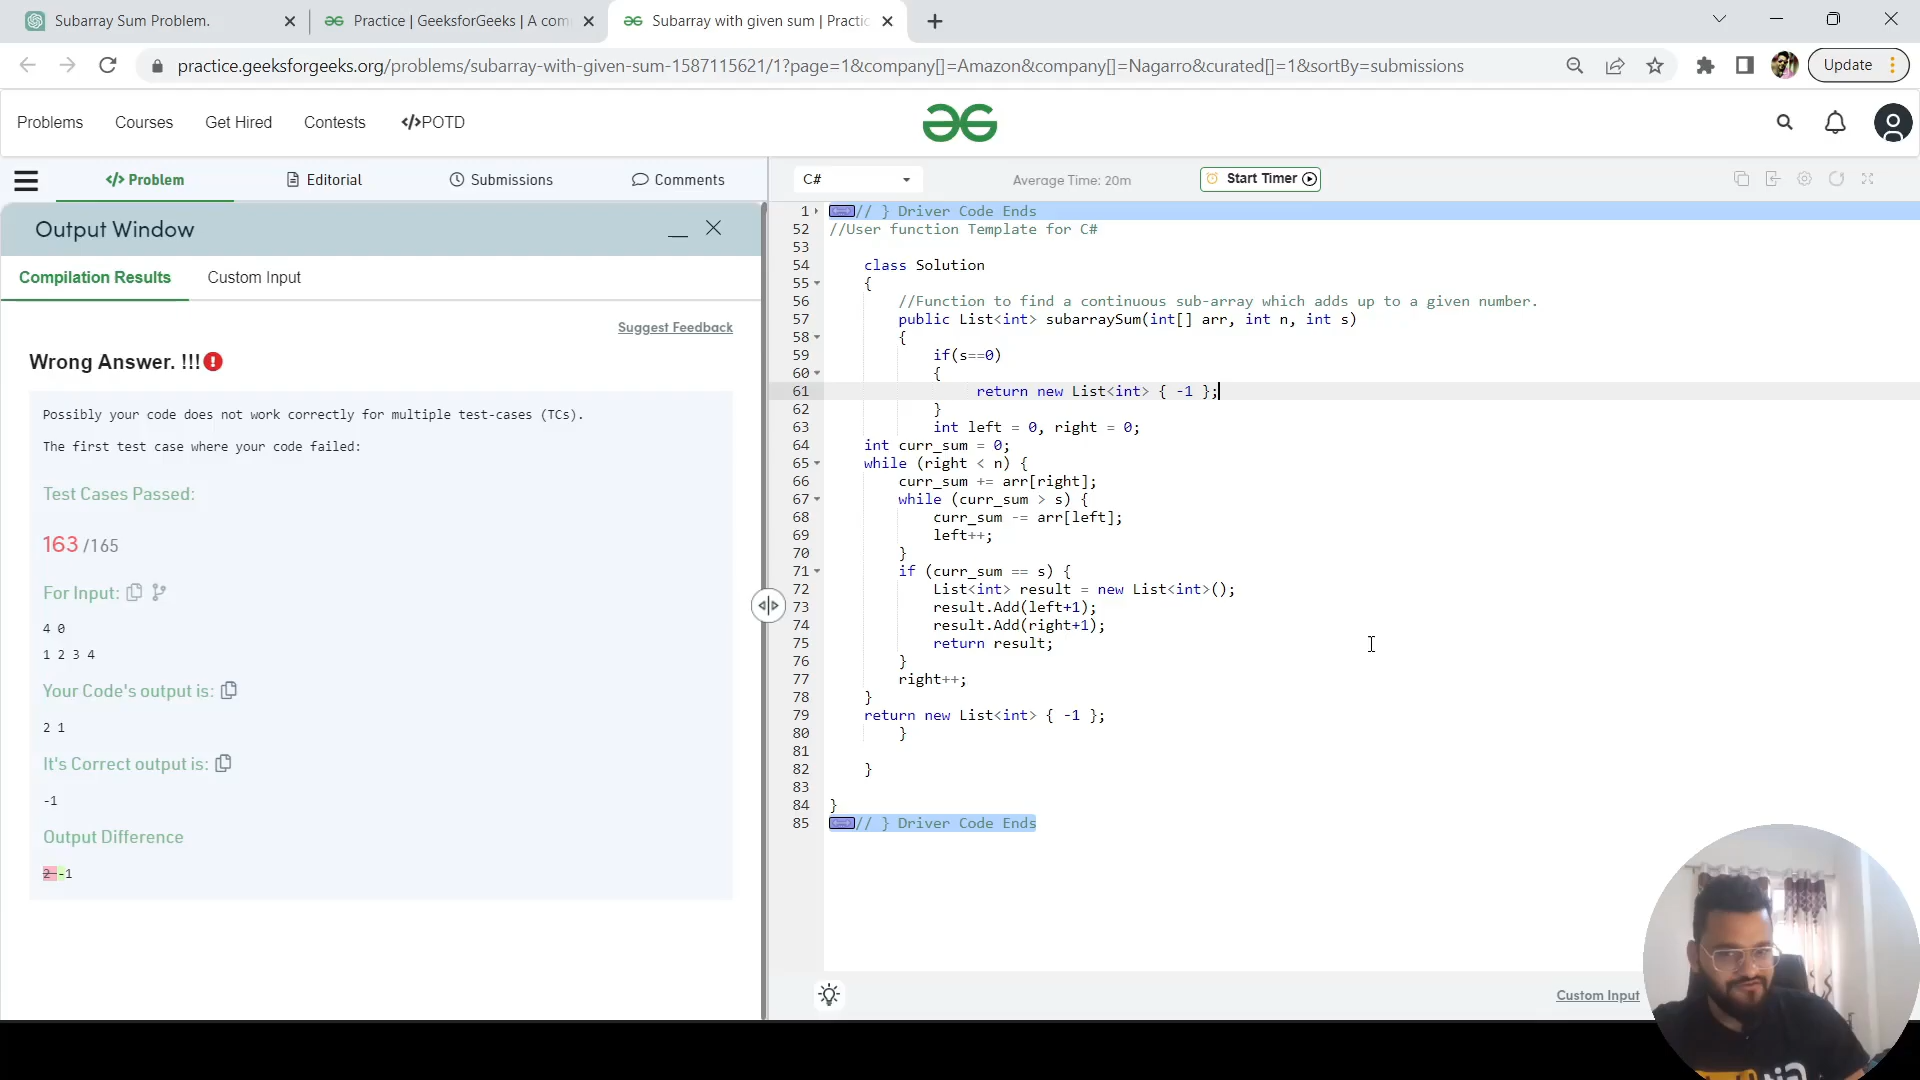 Subarray Sum Problem.
Practice | GeeksforGeeks | A com
Subarray with given sum | Practic
practice.geeksforgeeks.org/problems/subarray-with-given-sum-1587115621/1?page=1&company[]=Amazon&company[]=Nagarro&curated[]=1&sortBy=submissions
Update
Problems
Courses
Get Hired
Contests
</>POTD
</> Problem
Editorial
Submissions
Comments
C#
Average Time: 20m
Start Timer
Output Window
Compilation Results
Custom Input
Suggest Feedback
Wrong Answer. !!!
Possibly your code does not work correctly for multiple test-cases (TCs).
The first test case where your code failed:
Test Cases Passed:
163 /165
For Input:
4 0
1 2 3 4
Your Code's output is:
2 1
It's Correct output is:
-1
Output Difference
2 -1
1 // } Driver Code Ends
52 //User function Template for C#
53
54 class Solution
55 {
56 //Function to find a continuous sub-array which adds up to a given number.
57 public List<int> subarraySum(int[] arr, int n, int s)
58 {
59 if(s==0)
60 {
61 return new List<int> { -1 };
62 }
63 int left = 0, right = 0;
64 int curr_sum = 0;
65 while (right < n) {
66 curr_sum += arr[right];
67 while (curr_sum > s) {
68 curr_sum -= arr[left];
69 left++;
70 }
71 if (curr_sum == s) {
72 List<int> result = new List<int>();
73 result.Add(left+1);
74 result.Add(right+1);
75 return result;
76 }
77 right++;
78 }
79 return new List<int> { -1 };
80 }
81
82 }
83
84 }
85 // } Driver Code Ends
Custom Input